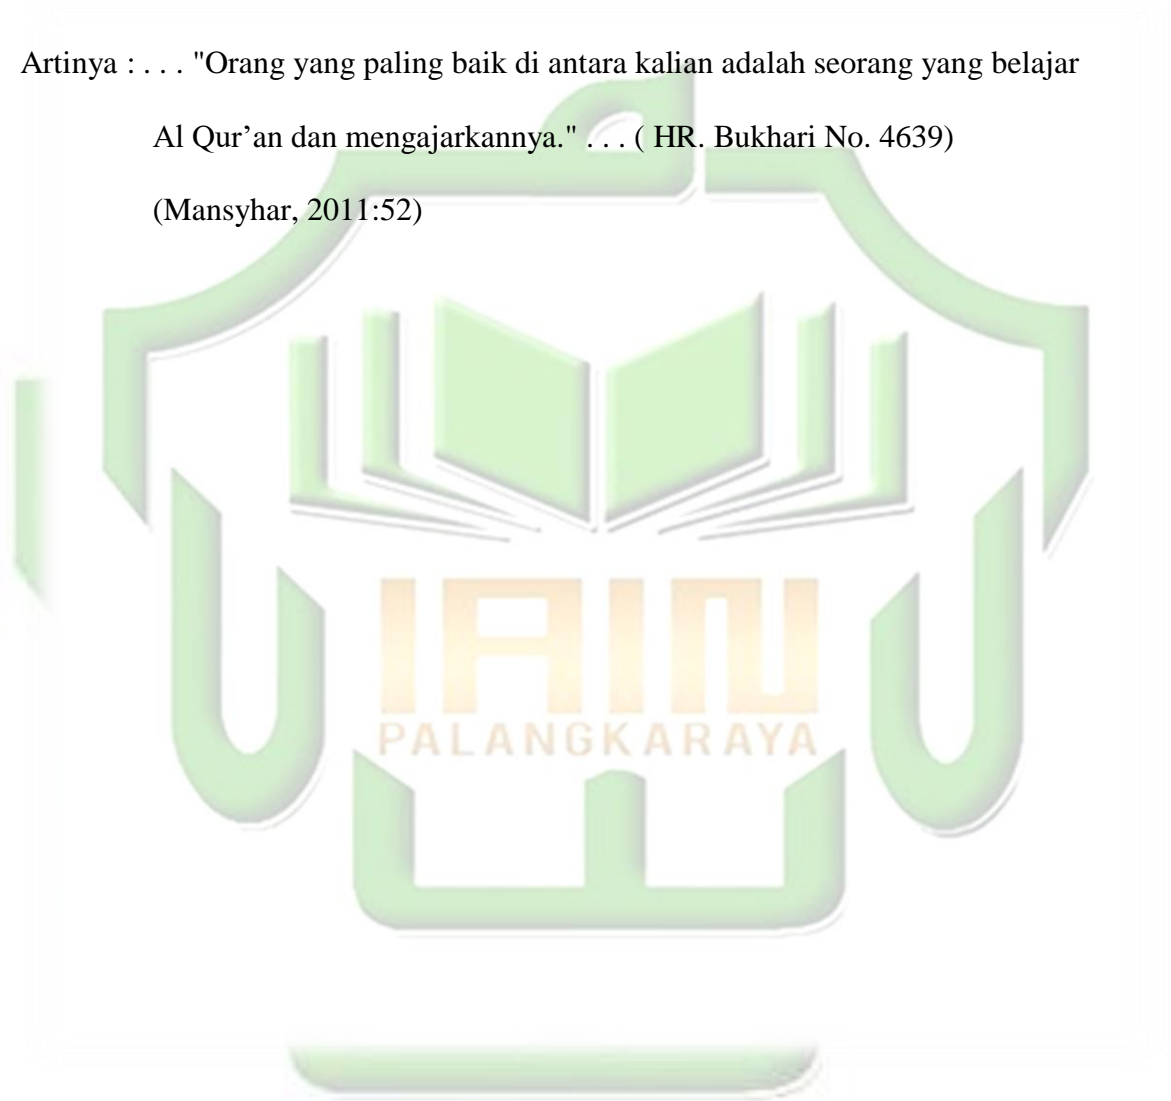 Artinya : . . . "Orang yang paling baik di antara kalian adalah seorang yang belajar
Al Qur’an dan mengajarkannya." . . . ( HR. Bukhari No. 4639)
(Mansyhar, 2011:52)
IAIN
PALANGKARAYA